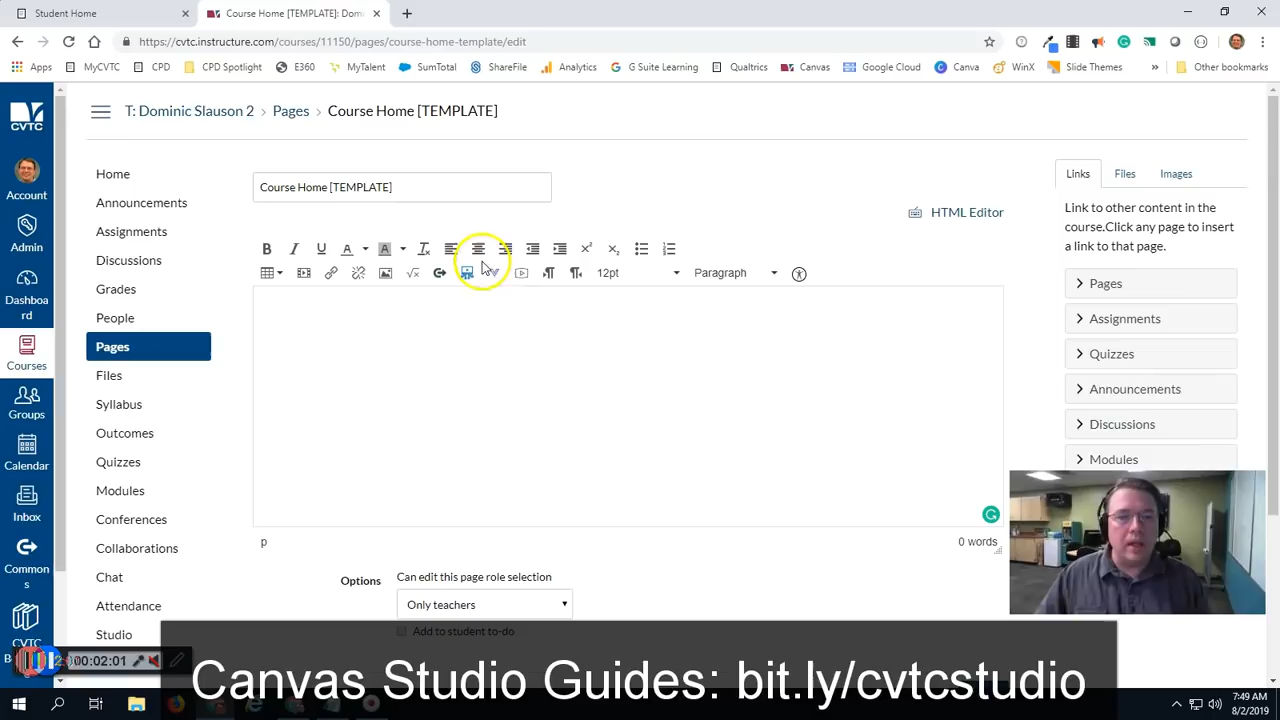 Student Home
Course Home [TEMPLATE]: Domi
https://cvtc.instructure.com/courses/11150/pages/course-home-template/edit
Apps MyCVTC CPD CPD Spotlight E360 MyTalent SumTotal ShareFile Analytics G Suite Learning Qualtrics Canvas Google Cloud Canva WinX Slide Themes » Other bookmarks
CVTC
Account
Admin
Dashboa
rd
Courses
Groups
Calendar
Inbox
Common
s
CVTC
T: Dominic Slauson 2 > Pages > Course Home [TEMPLATE]
Home
Announcements
Assignments
Discussions
Grades
People
Pages
Files
Syllabus
Outcomes
Quizzes
Modules
Conferences
Collaborations
Chat
Attendance
Studio
Course Home [TEMPLATE]
HTML Editor
12pt Paragraph
p 0 words
Options
Can edit this page role selection
Only teachers
Add to student to-do
Links Files Images
Link to other content in the
course.Click any page to insert
a link to that page.
Pages
Assignments
Quizzes
Announcements
Discussions
Modules
Canvas Studio Guides: bit.ly/cvtcstudio
7:49 AM
8/2/2019